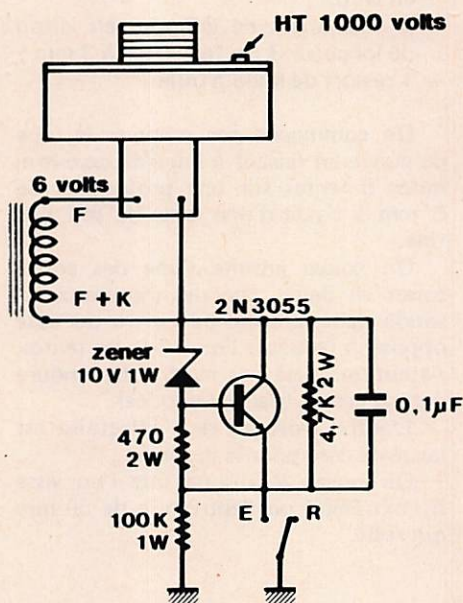 HT 1000 volts
6 volts
F
F + K
2N3055
zener
10 V 1W
4,7K 2 W
0,1µF
470
2W
100K
1W
E
R